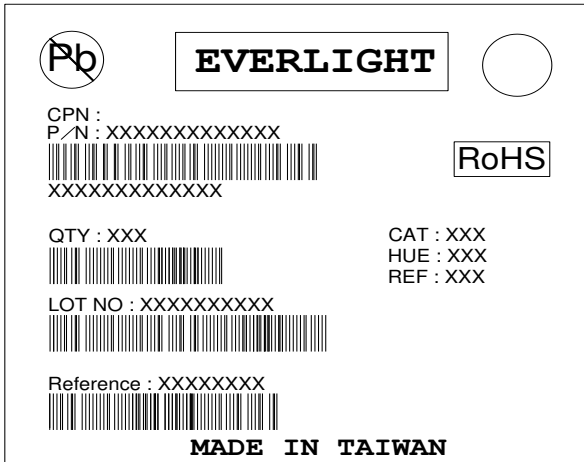 Pb
EVERLIGHT
CPN :
P/N : XXXXXXXXXXXXX
RoHS
XXXXXXXXXXXXX
QTY : XXX
CAT : XXX
HUE : XXX
REF : XXX
LOT NO : XXXXXXXXXX
Reference : XXXXXXXX
MADE IN TAIWAN